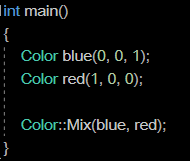 int main()
{
Color blue(0, 0, 1);
Color red(1, 0, 0);
Color::Mix(blue, red);
}